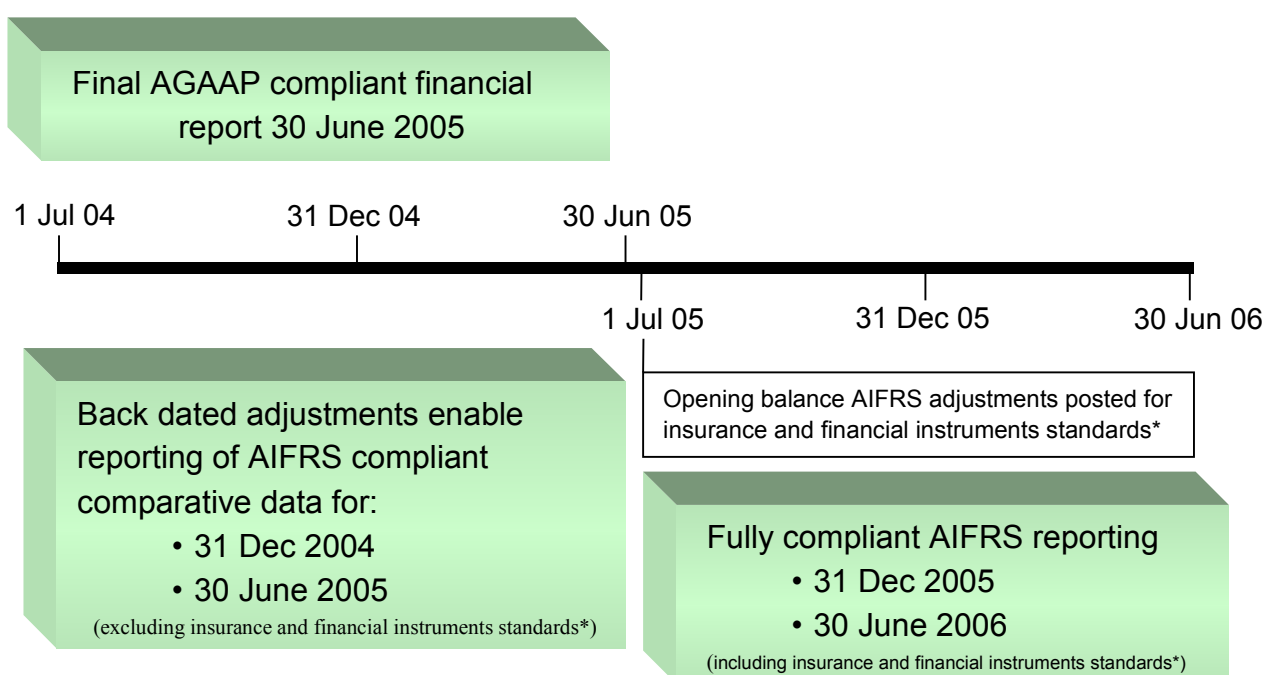 Final AGAAP compliant financial
report 30 June 2005
1 Jul 04
31 Dec 04
30 Jun 05
1 Jul 05
31 Dec 05
30 Jun 06
Opening balance AIFRS adjustments posted for
insurance and financial instruments standards*
Back dated adjustments enable
reporting of AIFRS compliant
comparative data for:
• 31 Dec 2004
• 30 June 2005
(excluding insurance and financial instruments standards*)
Fully compliant AIFRS reporting
• 31 Dec 2005
• 30 June 2006
(including insurance and financial instruments standards*)